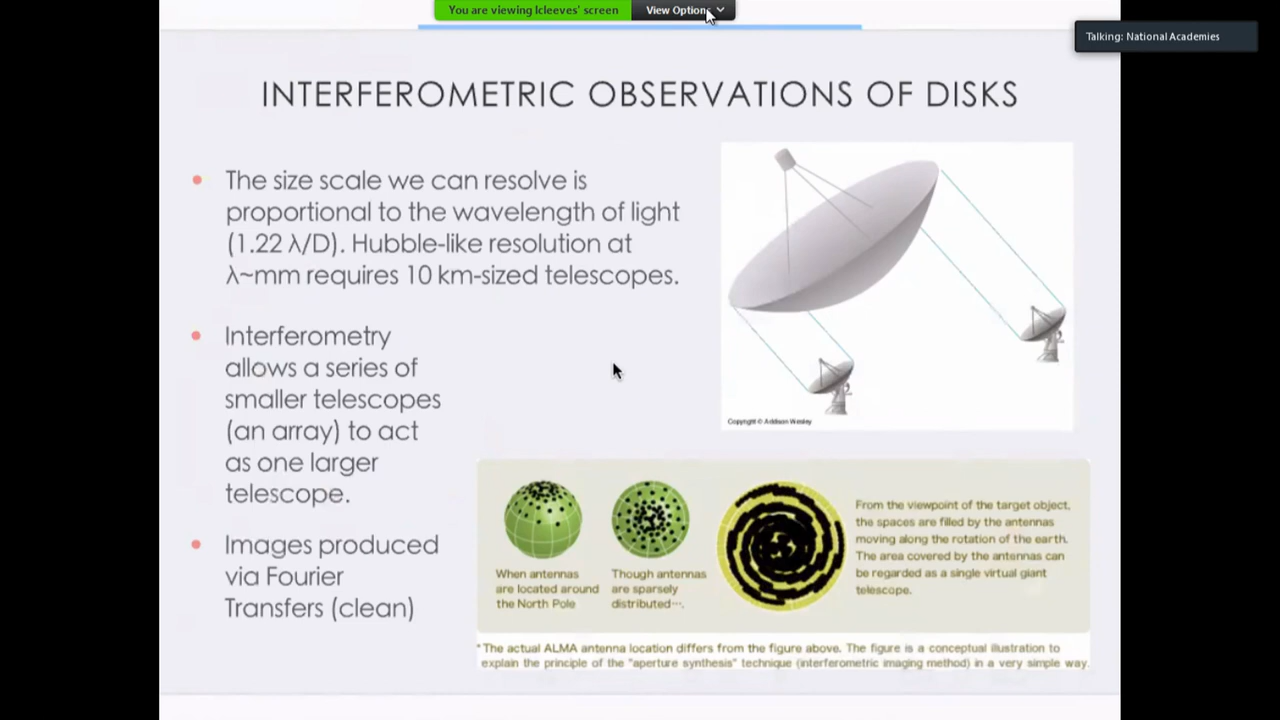 You are viewing lcleeves' screen
View Options
Talking: National Academies
INTERFEROMETRIC OBSERVATIONS OF DISKS
• The size scale we can resolve is
proportional to the wavelength of light
(1.22 λ/D). Hubble-like resolution at
λ~mm requires 10 km-sized telescopes.
• Interferometry
allows a series of
smaller telescopes
(an array) to act
as one larger
telescope.
• Images produced
via Fourier
Transfers (clean)
Copyright © Addison Wesley
When antennas
are located around
the North Pole
Though antennas
are sparsely
distributed⋯.
From the viewpoint of the target object,
the spaces are filled by the antennas
moving along the rotation of the earth.
The area covered by the antennas can
be regarded as a single virtual giant
telescope.
*The actual ALMA antenna location differs from the figure above. The figure is a conceptual illustration to
explain the principle of the "aperture synthesis" technique (interferometric imaging method) in a very simple way.